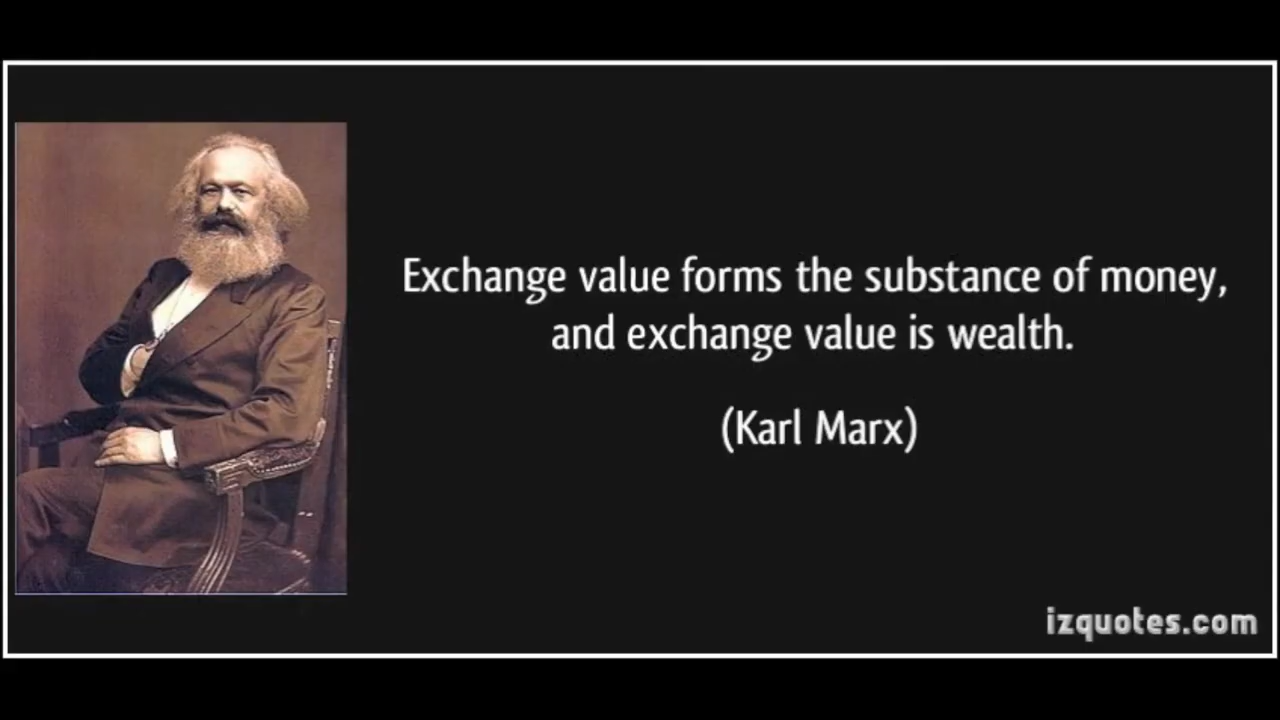 Exchange value forms the substance of money,
and exchange value is wealth.
(Karl Marx)
izquotes.com